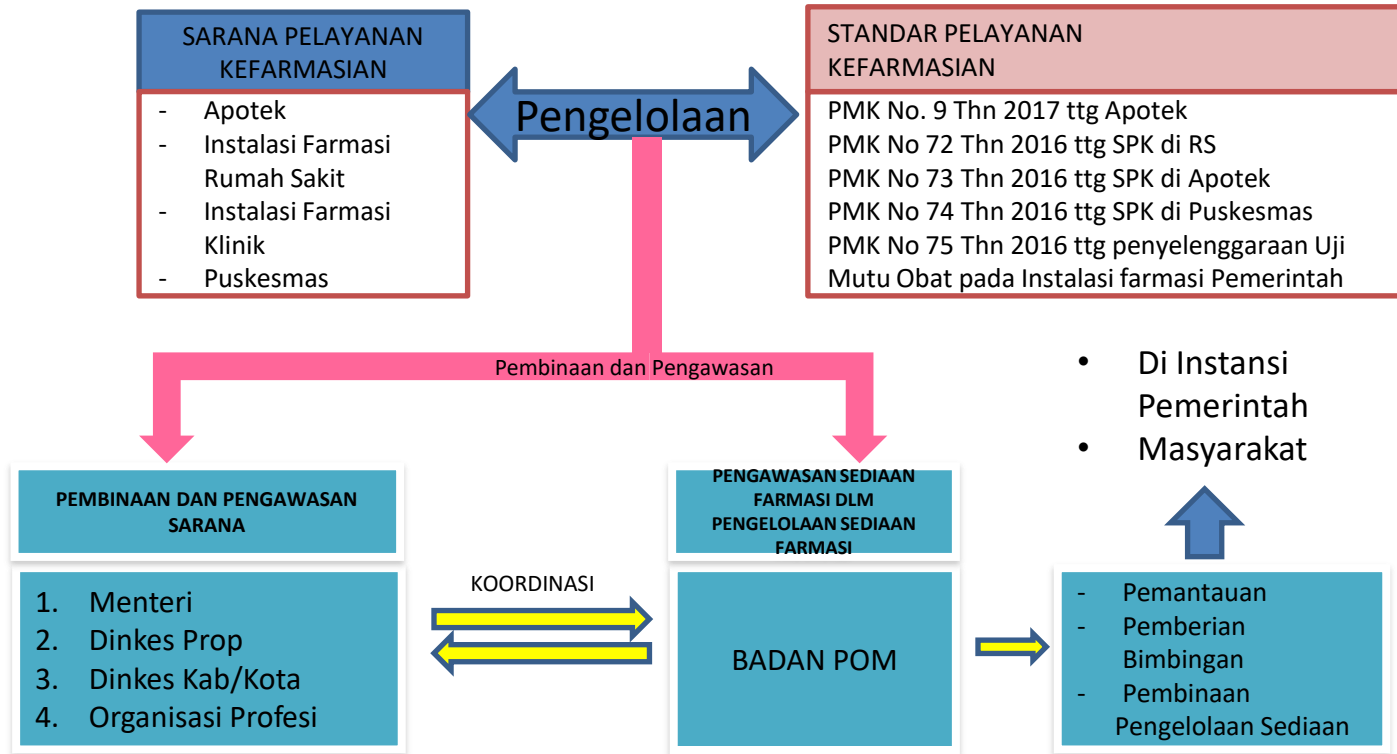 SARANA PELAYANAN
KEFARMASIAN
- Apotek
- Instalasi Farmasi
Rumah Sakit
- Instalasi Farmasi
Klinik
- Puskesmas
Pengelolaan
STANDAR PELAYANAN
KEFARMASIAN
PMK No. 9 Thn 2017 ttg Apotek
PMK No 72 Thn 2016 ttg SPK di RS
PMK No 73 Thn 2016 ttg SPK di Apotek
PMK No 74 Thn 2016 ttg SPK di Puskesmas
PMK No 75 Thn 2016 ttg penyelenggaraan Uji
Mutu Obat pada Instalasi farmasi Pemerintah
Pembinaan dan Pengawasan
• Di Instansi
Pemerintah
• Masyarakat
PEMBINAAN DAN PENGAWASAN
SARANA
PENGAWASAN SEDIAAN
FARMASI DLM
PENGELOLAAN SEDIAAN
FARMASI
1. Menteri
2. Dinkes Prop
3. Dinkes Kab/Kota
4. Organisasi Profesi
KOORDINASI
BADAN POM
- Pemantauan
- Pemberian
Bimbingan
- Pembinaan
Pengelolaan Sediaan